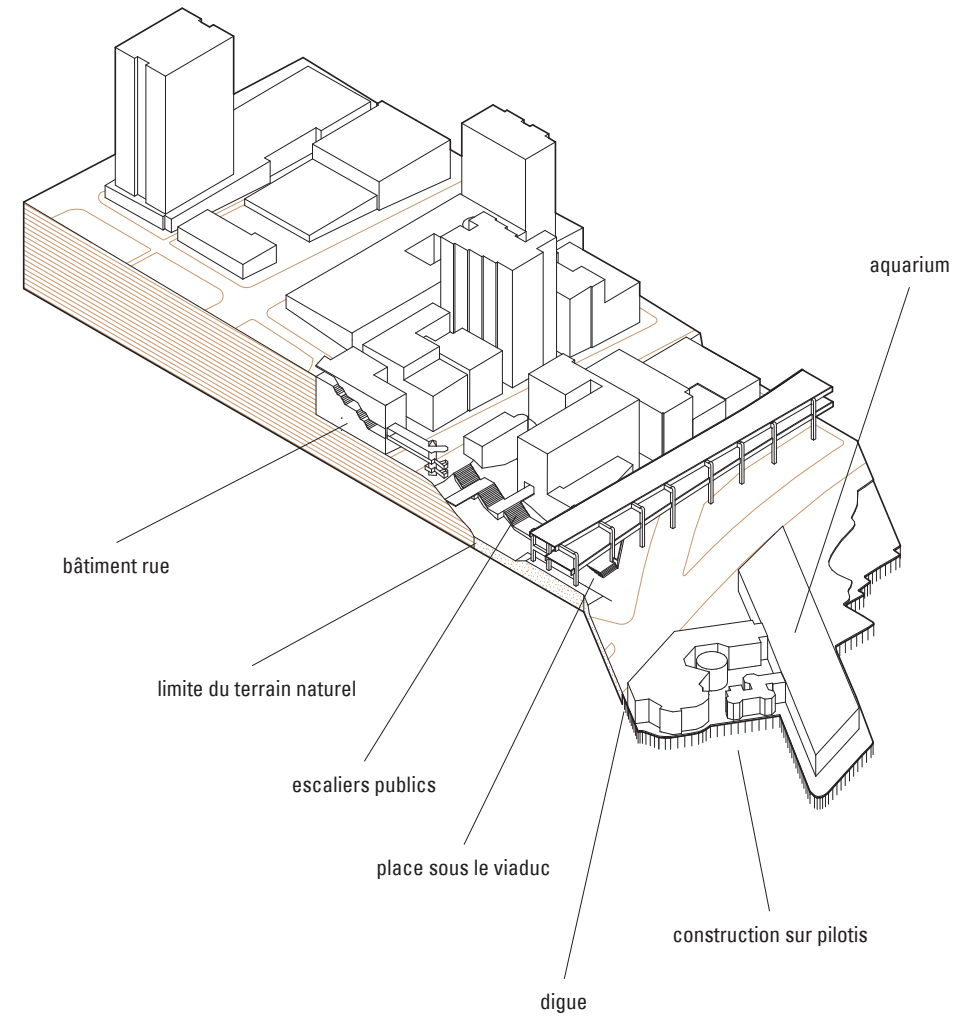 aquarium
bâtiment rue
limite du terrain naturel
escaliers publics
place sous le viaduc
construction sur pilotis
digue